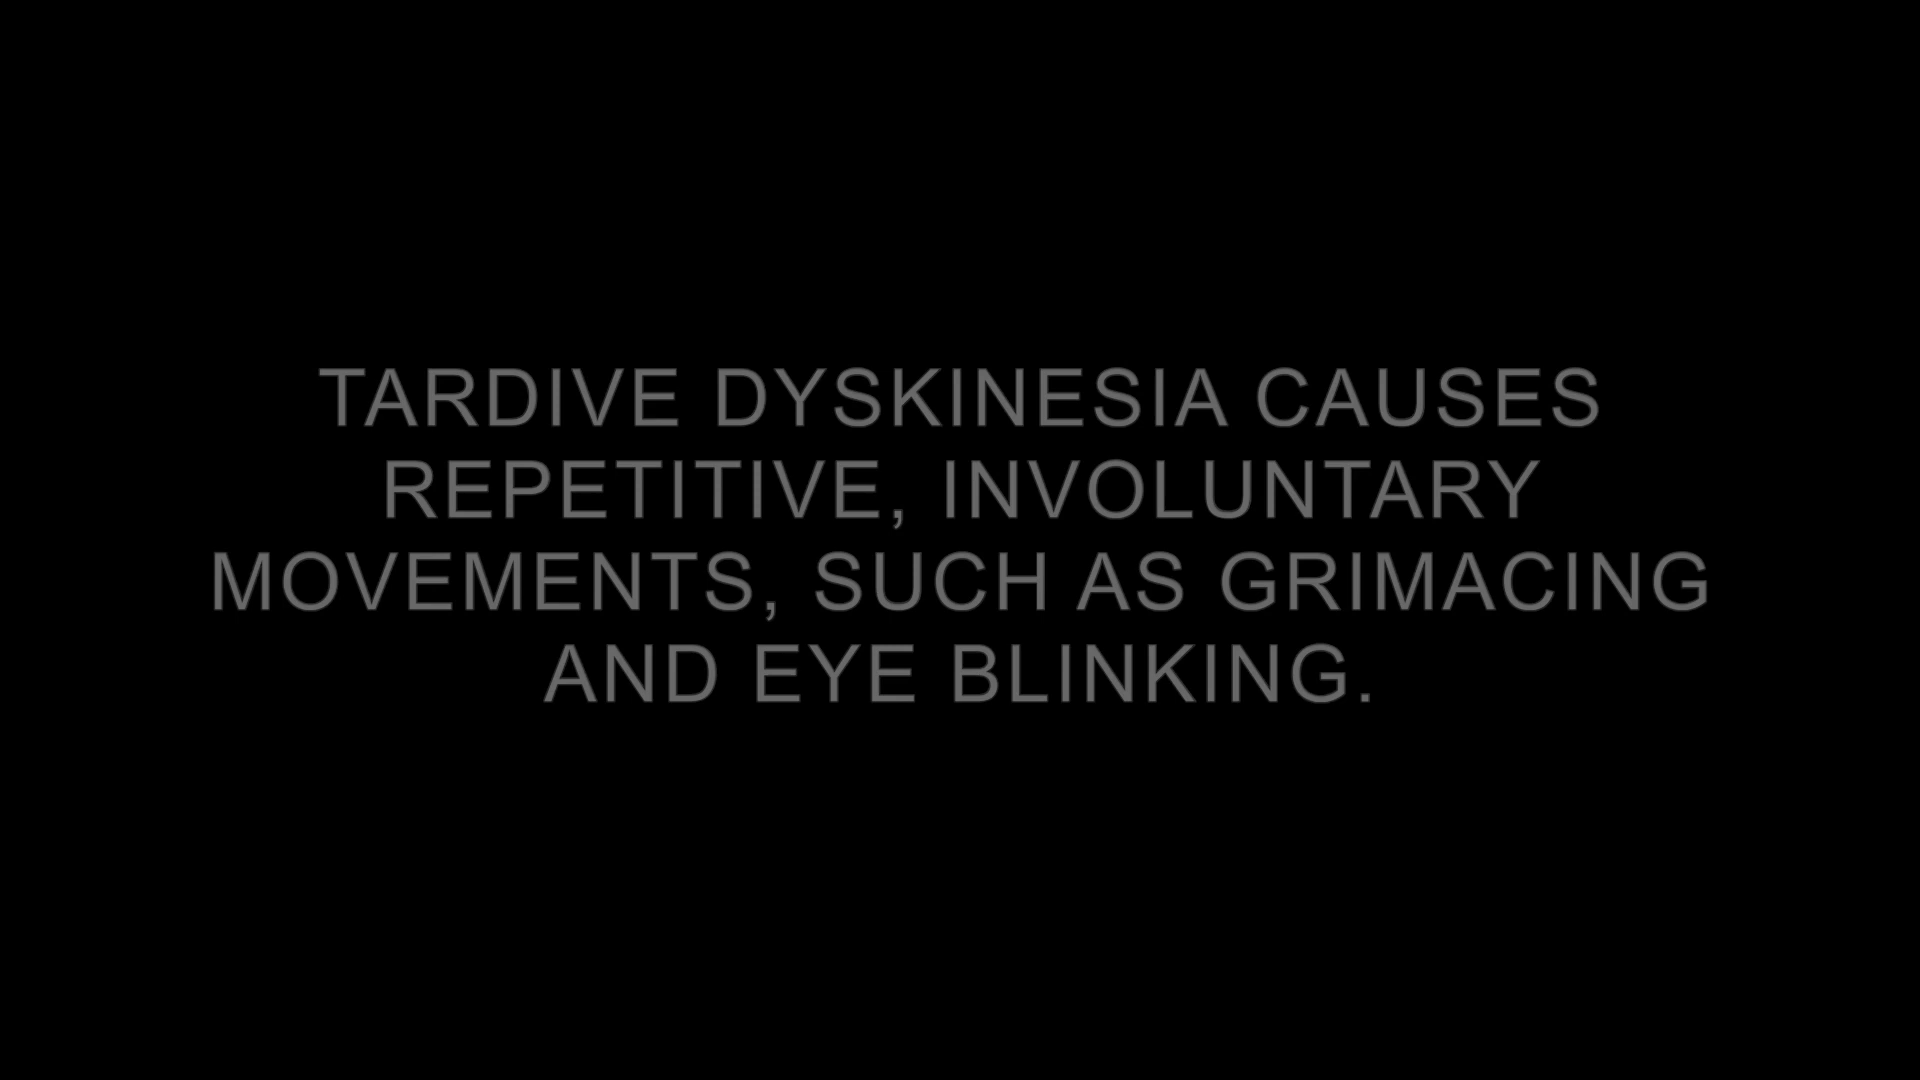 TARDIVE DYSKINESIA CAUSES
REPETITIVE, INVOLUNTARY
MOVEMENTS, SUCH AS GRIMACING
AND EYE BLINKING.